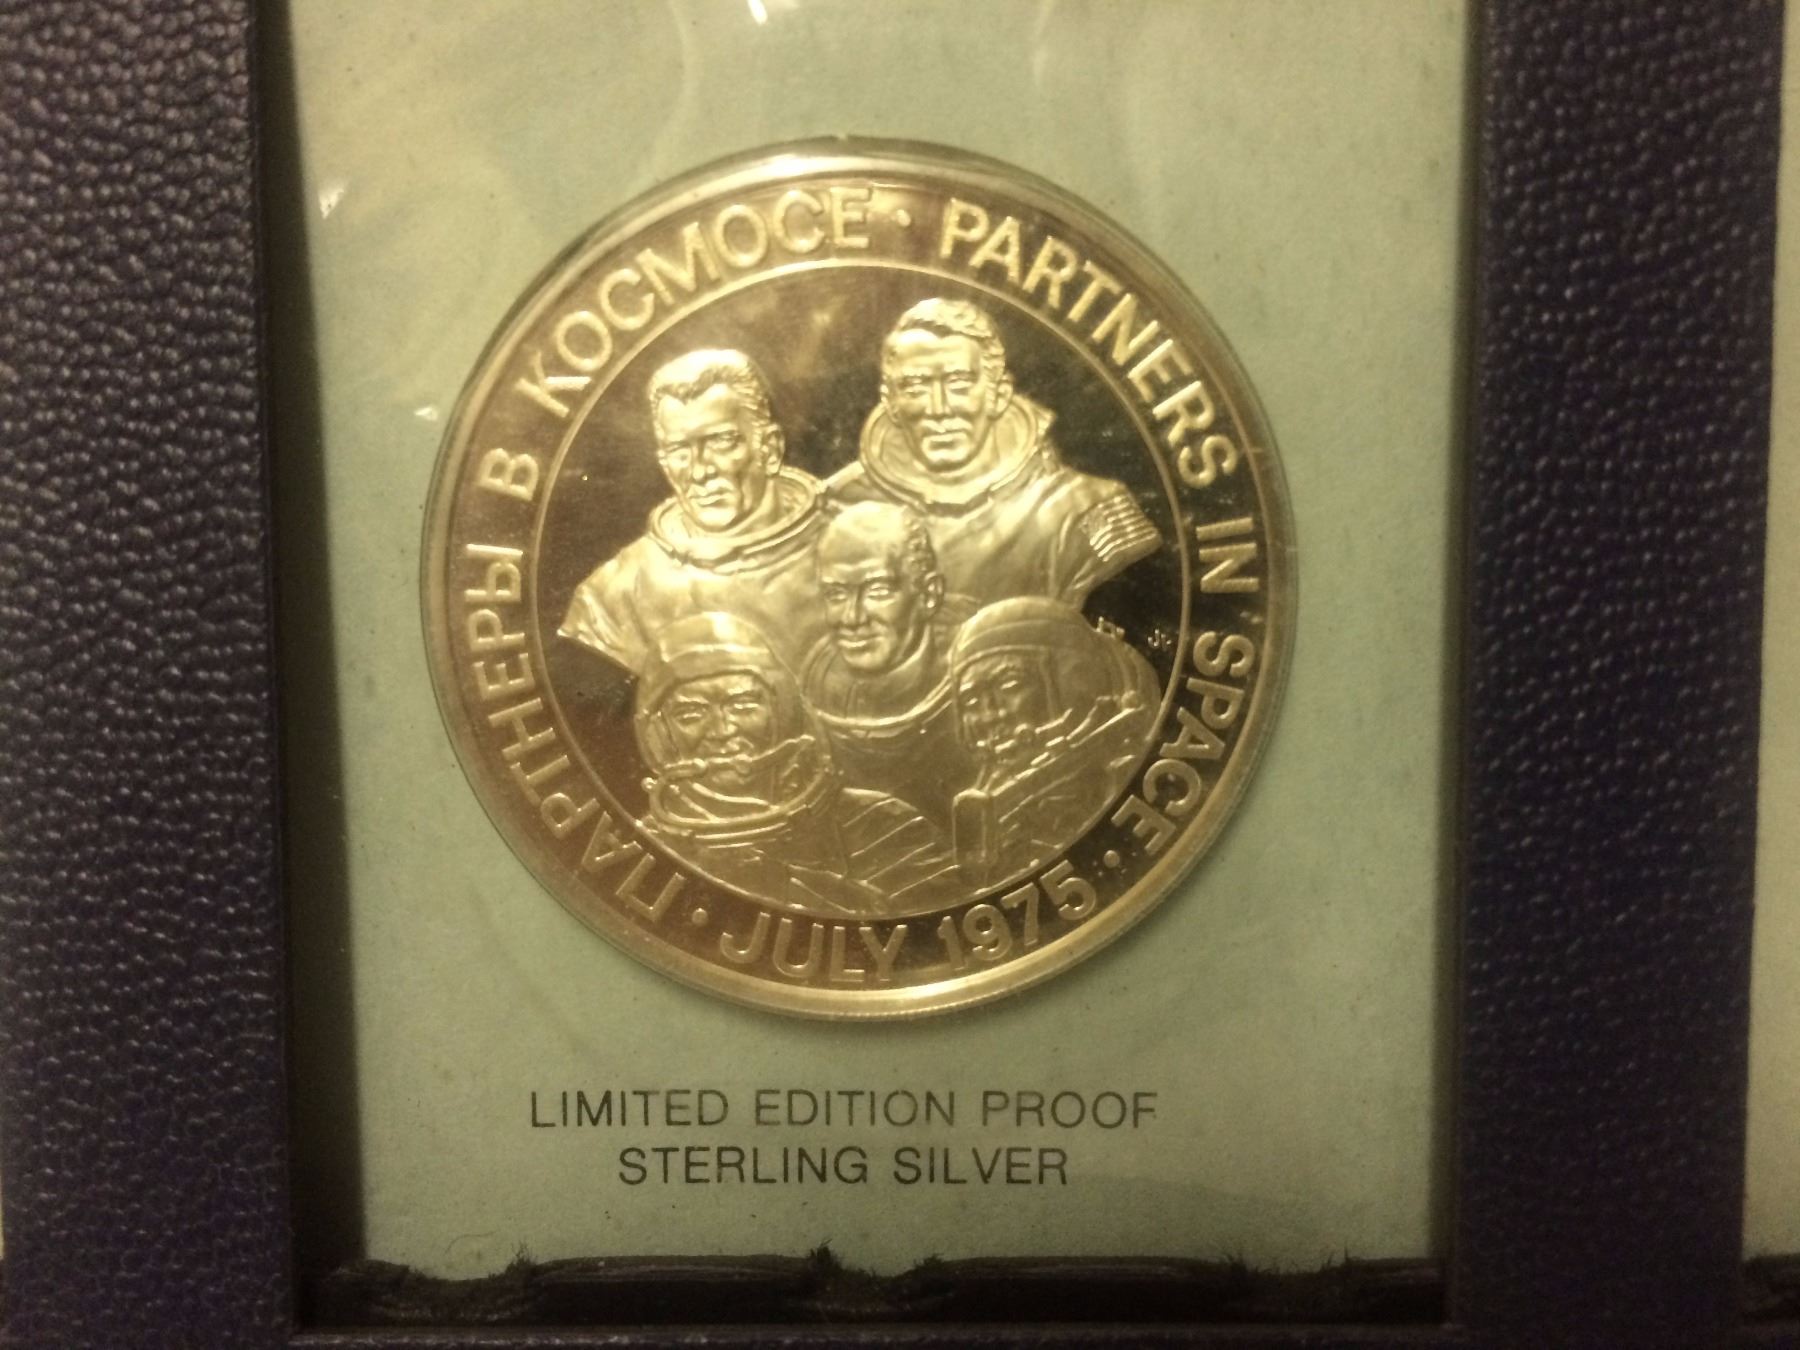 ПАРТНЕРЫ В КОСМОСЕ · PARTNERS IN SPACE ·
JULY 1975 ·
LIMITED EDITION PROOF
STERLING SILVER